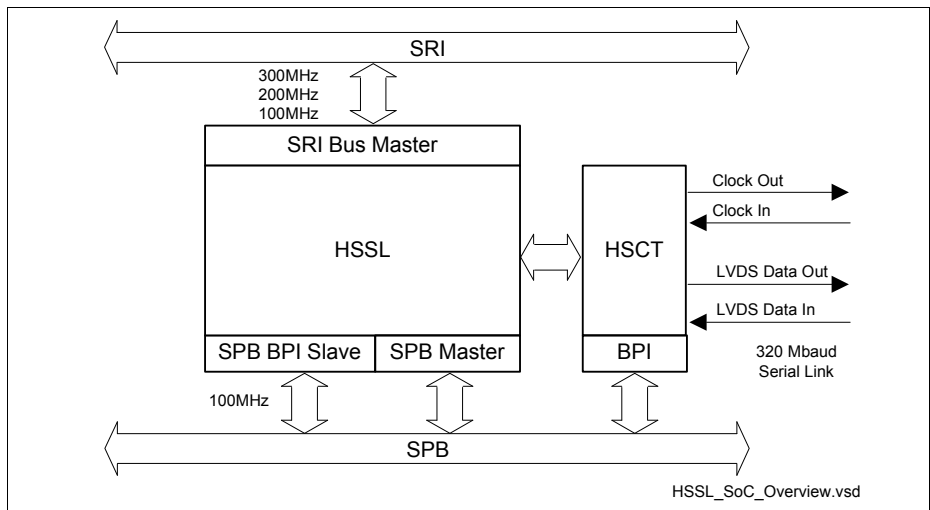 SRI
300MHz
200MHz
100MHz
SRI Bus Master
HSSL
HSCT
Clock Out
Clock In
LVDS Data Out
LVDS Data In
SPB BPI Slave
SPB Master
BPI
320 Mbaud
Serial Link
100MHz
SPB
HSSL_SoC_Overview.vsd